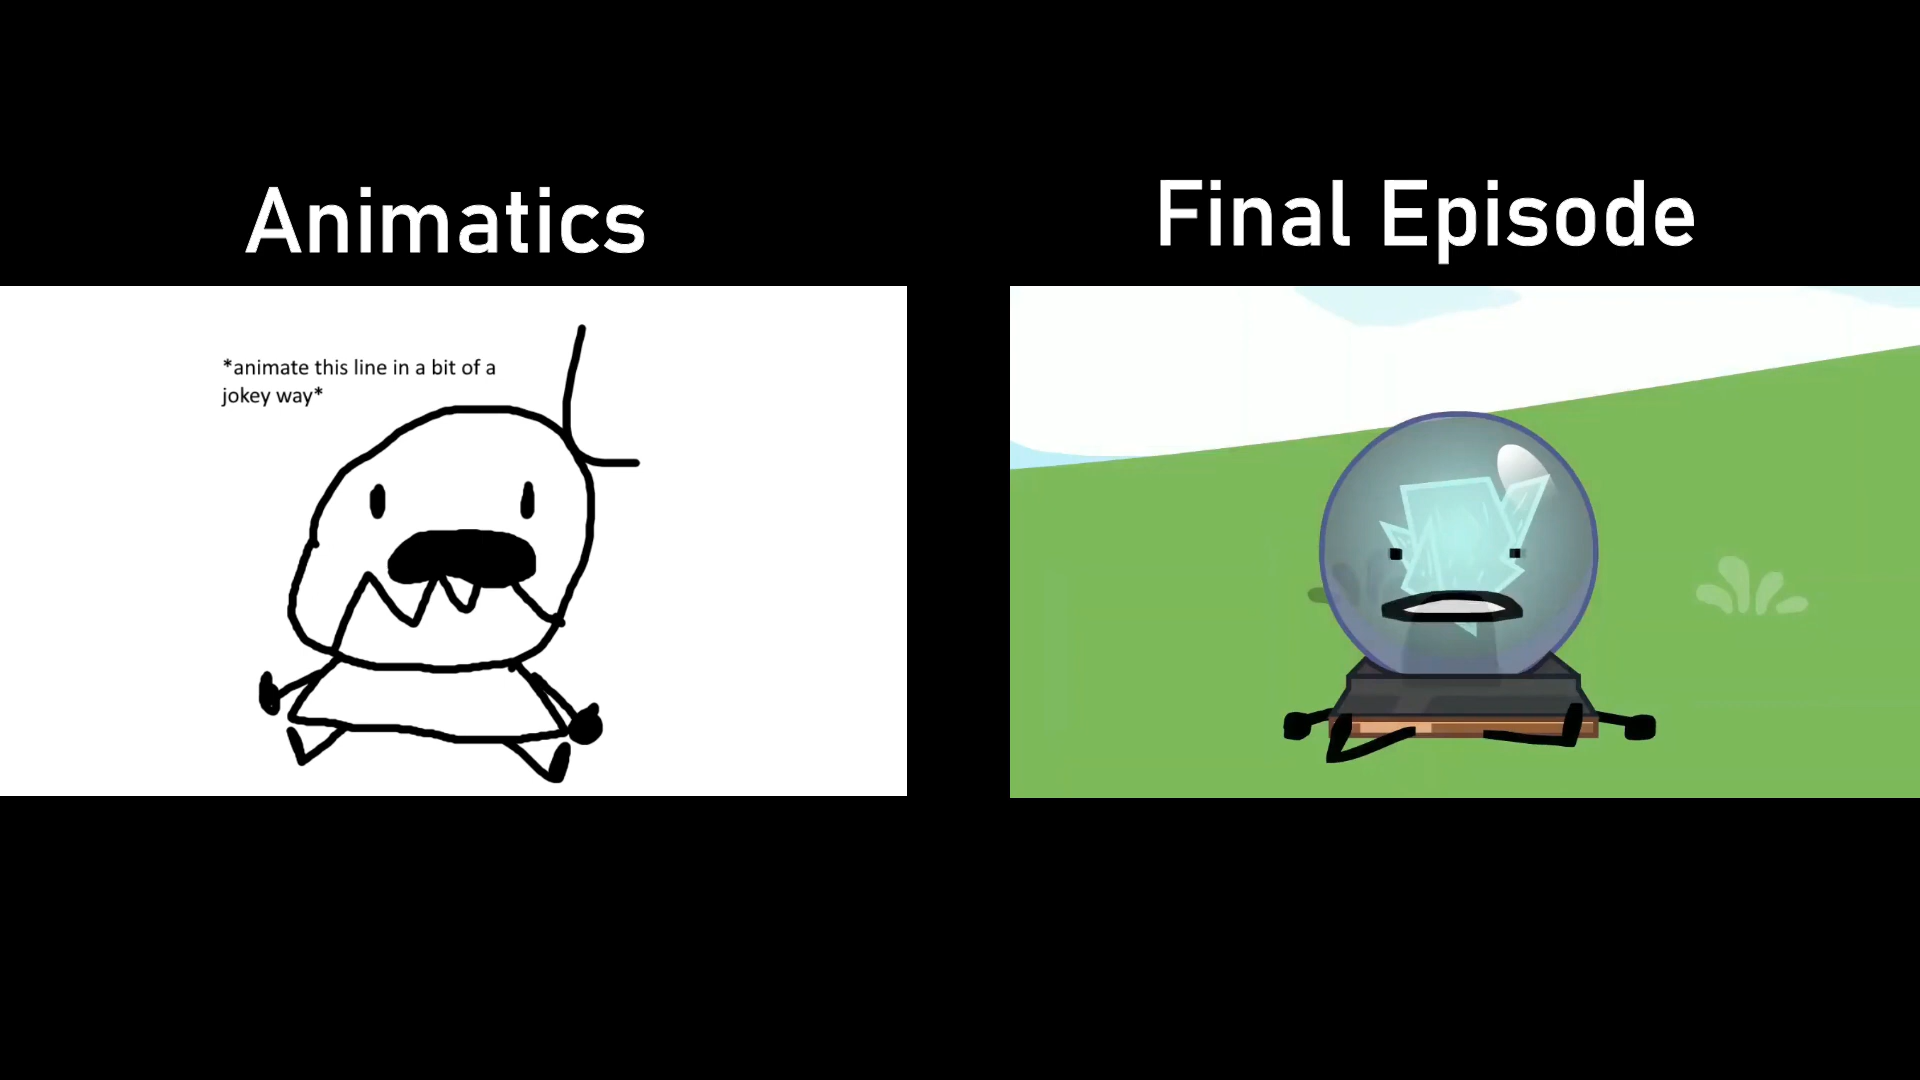 Animatics
Final Episode
*animate this line in a bit of a
jokey way*